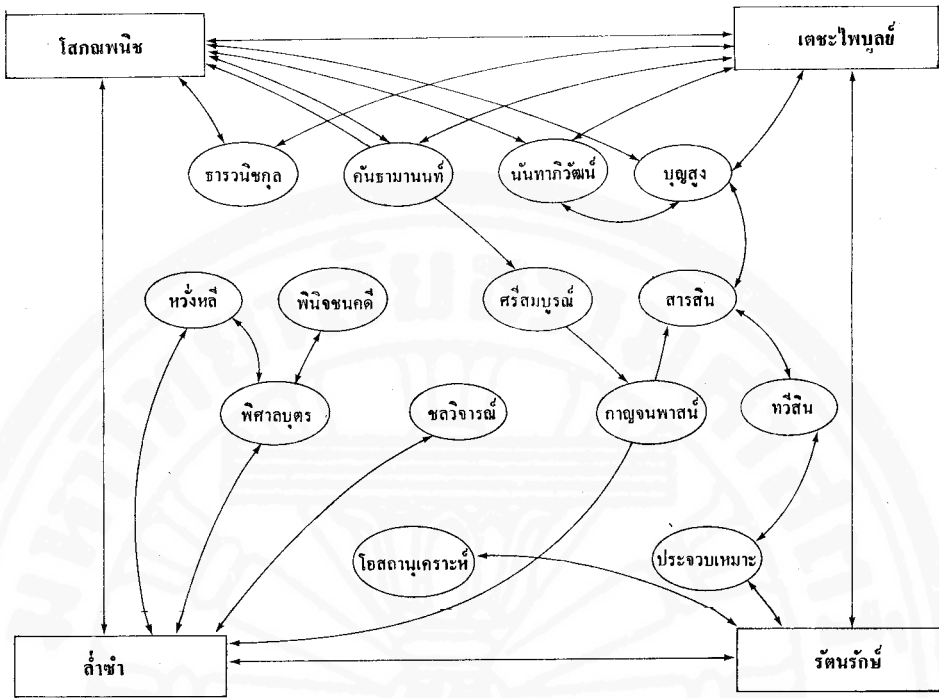 โสภณพนิช
เตชะไพบูลย์
ธารวนิชกุล
คันธามานนท์
นันทาภิวัฒน์
บุญสูง
หวั่งหลี
พินิจชนคดี
ศรีสมบูรณ์
สารสิน
พิศาลบุตร
ชลวิจารณ์
กาญจนพาสน์
ทวีสิน
โอสถานุเคราะห์
ประจวบเหมาะ
ล่ำซำ
รัตนรักษ์